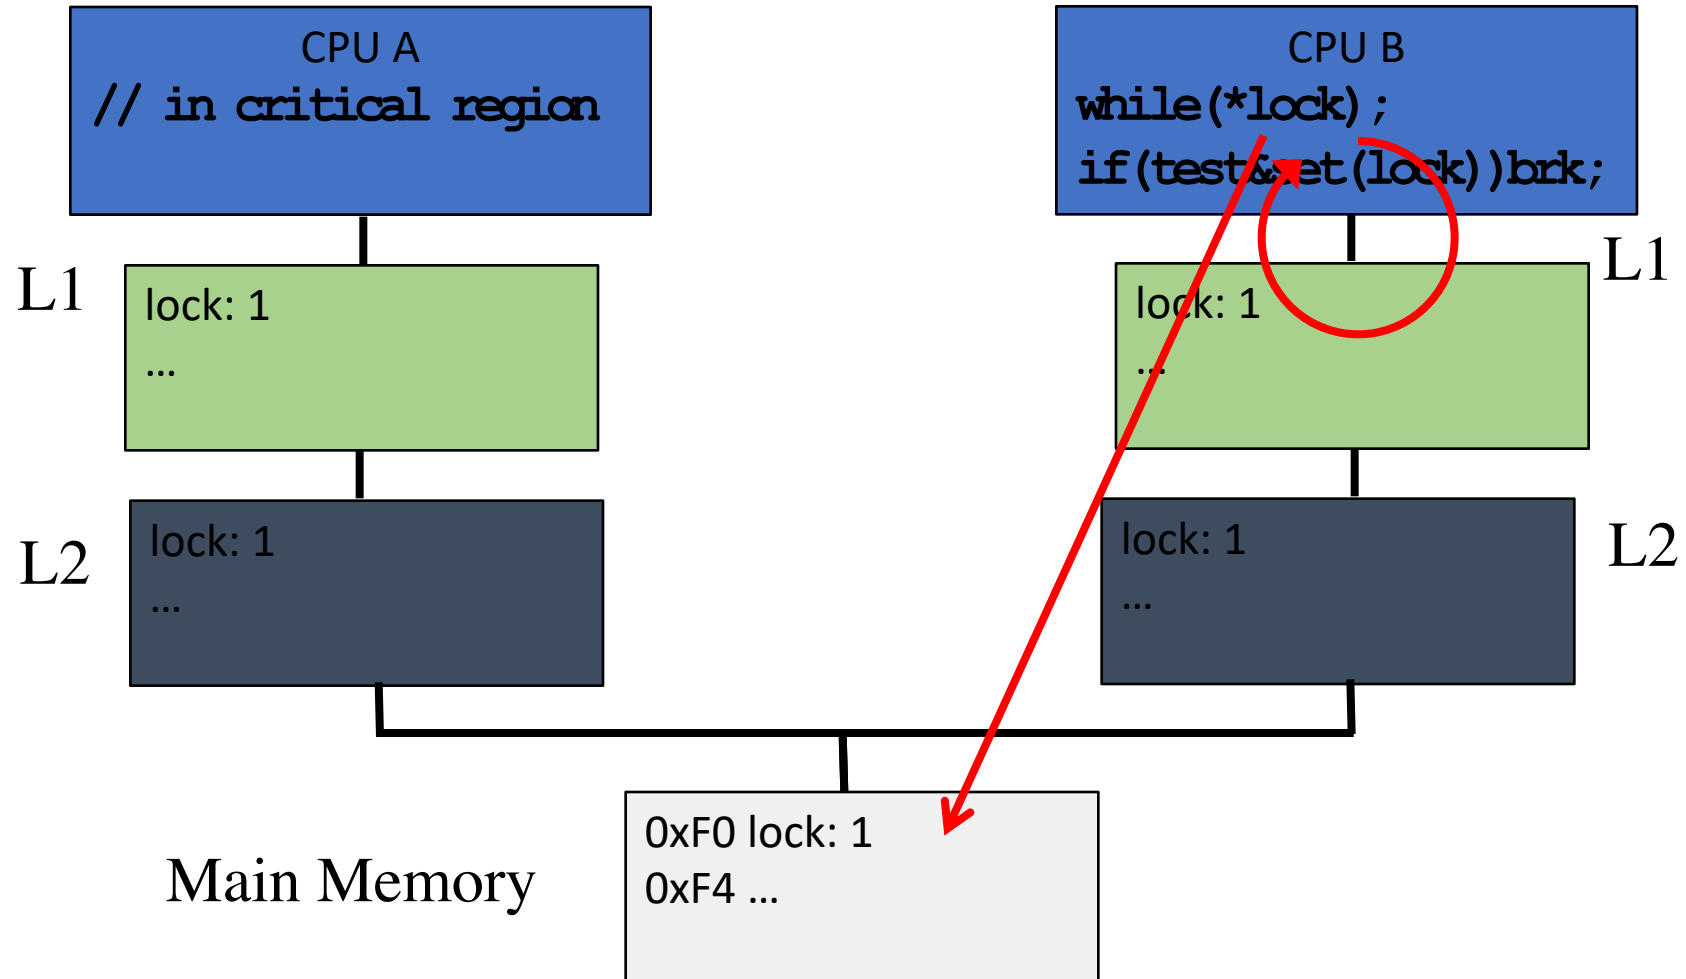 CPU A
// in critical region
CPU B
while(*lock);
if(test&set(lock))brk;
L1
lock: 1
…
lock: 1
…
L1
L2
lock: 1
…
lock: 1
…
L2
Main Memory
0xF0 lock: 1
0xF4 …